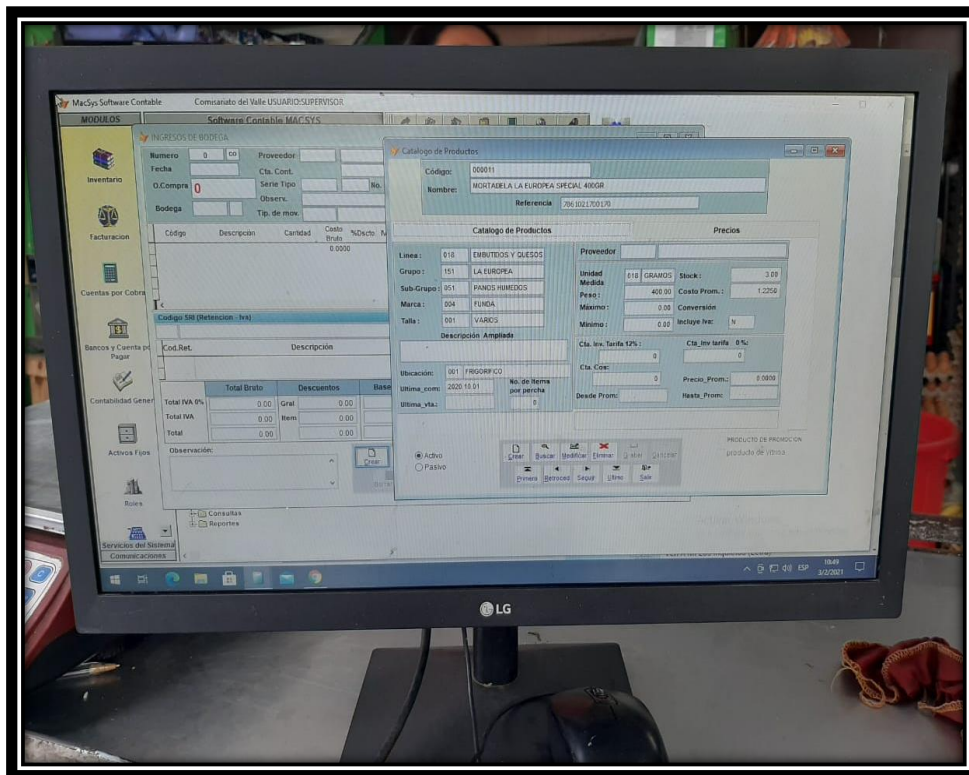 MacSys Software Contable Comisariato del Valle USUARIO:SUPERVISOR
MODULOS
Software Contable MACSYS
Inventario
Facturacion
Cuentas por Cobra
Bancos y Cuenta po
Pagar
Contabilidad Gener
Activos Fijos
Roles
Servicios del Sistema
Comunicaciones
INGRESOS DE BODEGA
Numero 0 Proveedor
Fecha Cta. Cont.
O.Compra 0 Serie Tipo No.
Observ.
Bodega Tip. de mov.
Código Descripción Cantidad Costo Bruto %Dscto
0.0000
Codigo SRI (Retencion - Iva)
Cod.Ret. Descripción
Total Bruto Descuentos Base
Total IVA 0% 0.00 Gral 0.00
Total IVA 0.00 Item 0.00
Total 0.00 0.00
Observación:
Crear
Consultas
Reportes
Catalogo de Productos
Código: 000011
Nombre: MORTADELA LA EUROPEA SPECIAL 400GR
Referencia 7861021700170
Catalogo de Productos Precios
Linea : 018 EMBUTIDOS Y QUESOS
Grupo : 151 LA EUROPEA
Sub-Grupo : 051 PANOS HUMEDOS
Marca : 004 FUNDA
Talla : 001 VARIOS
Descripción Ampliada
Ubicación: 001 FRIGORIFICO
Ultima_com: 2020.10.01 No. de Items
por percha
Ultima_vta.: 0
Proveedor
Unidad
Medida 018 GRAMOS Stock : 3.00
Peso : 400.00 Costo Prom. : 1.2250
Máximo : 0.00 Conversión
Minimo : 0.00 Incluye Iva: N
Cta. Inv. Tarifa 12% : Cta_Inv tarifa 0 %:
0 0
Cta. Cos:
0 Precio_Prom.: 0.0000
Desde Prom: Hasta_Prom:
Activo
Pasivo
Crear Buscar Modificar Eliminar
Primero Retroced Seguir Ultimo Salir
PRODUCTO DE PROMOCION
producto de vitrina
ESP 18:49
3/2/2021
LG